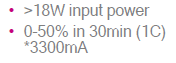 • >18W input power
• 0-50% in 30min (1C)
*3300mA